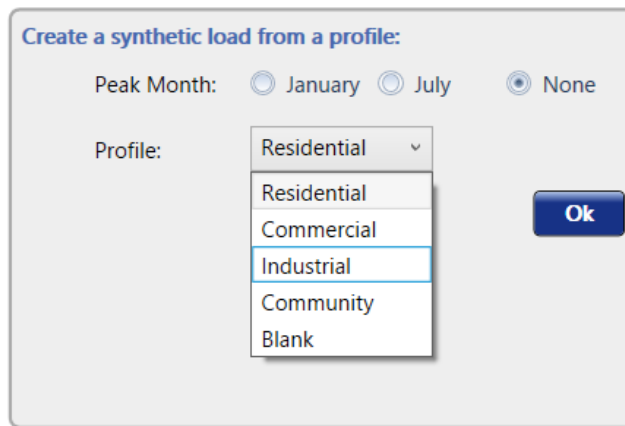 Create a synthetic load from a profile:
Peak Month: January July None
Profile: Residential
Residential
Commercial
Ok
Industrial
Community
Blank